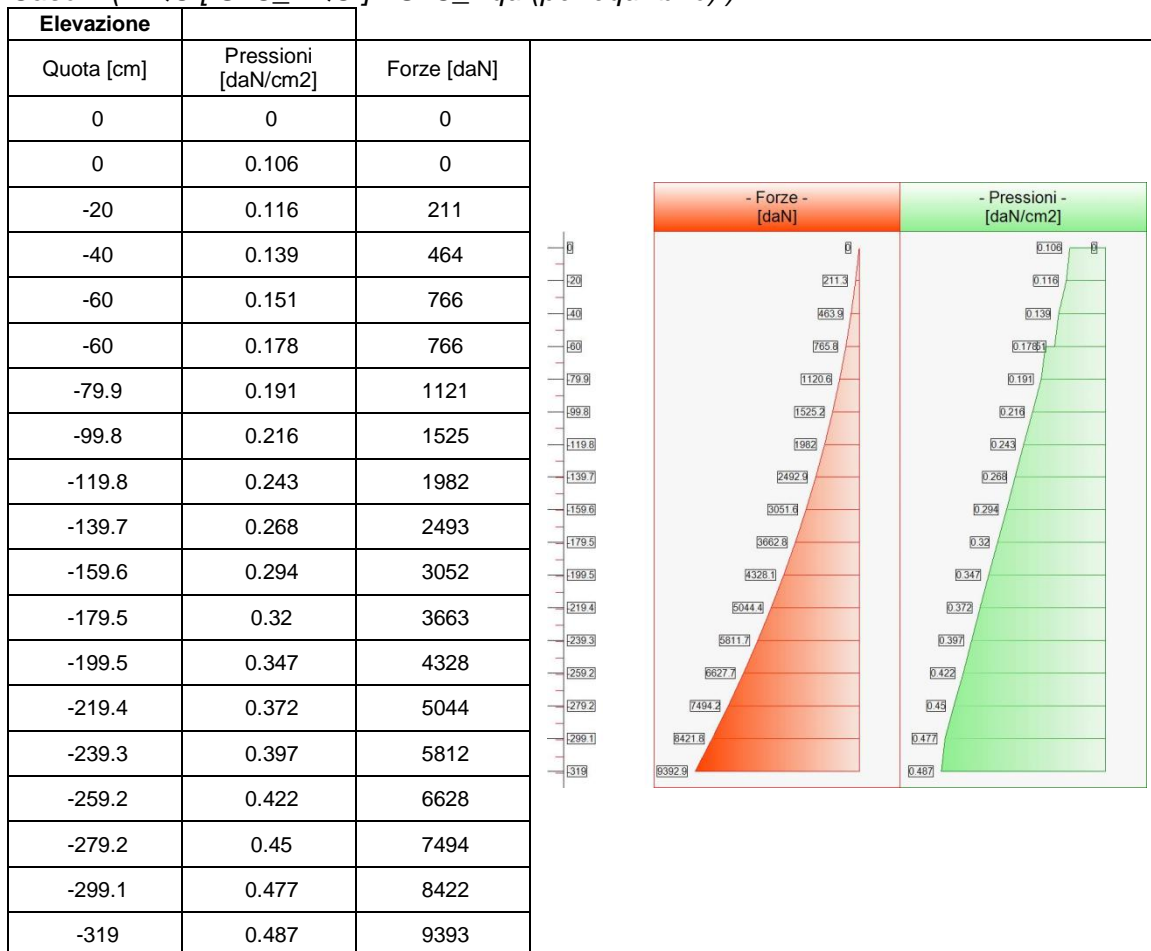 Elevazione
Quota [cm] Pressioni [daN/cm2] Forze [daN]
0 0 0
0 0.106 0
-20 0.116 211
-40 0.139 464
-60 0.151 766
-60 0.178 766
-79.9 0.191 1121
-99.8 0.216 1525
-119.8 0.243 1982
-139.7 0.268 2493
-159.6 0.294 3052
-179.5 0.32 3663
-199.5 0.347 4328
-219.4 0.372 5044
-239.3 0.397 5812
-259.2 0.422 6628
-279.2 0.45 7494
-299.1 0.477 8422
-319 0.487 9393
- Forze -
[daN]
- Pressioni -
[daN/cm2]
0 0 0.106 0
-20 211.3 0.116
-40 463.9 0.139
-60 765.8 0.178
-79.9 1120.6 0.191
-99.8 1525.2 0.216
-119.8 1982 0.243
-139.7 2492.9 0.268
-159.6 3051.6 0.294
-179.5 3662.8 0.32
-199.5 4328.1 0.347
-219.4 5044.4 0.372
-239.3 5811.7 0.397
-259.2 6627.7 0.422
-279.2 7494.2 0.45
-299.1 8421.8 0.477
-319 9392.9 0.487